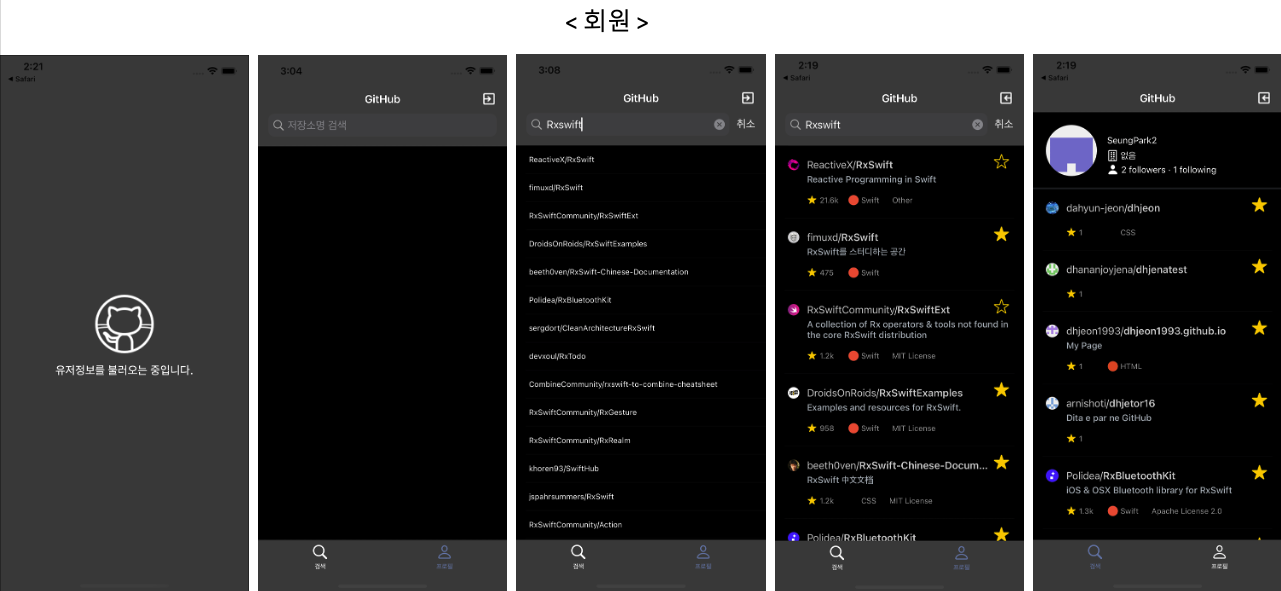 < 회원 >
2:21
◀ Safari
유저정보를 불러오는 중입니다.
3:04
GitHub
저장소명 검색
검색
프로필
3:08
GitHub
Rxswift
취소
ReactiveX/RxSwift
fimuxd/RxSwift
RxSwiftCommunity/RxSwiftExt
DroidsOnRoids/RxSwiftExamples
beeth0ven/RxSwift-Chinese-Documentation
Polidea/RxBluetoothKit
sergdort/CleanArchitectureRxSwift
devxoul/RxTodo
CombineCommunity/rxswift-to-combine-cheatsheet
RxSwiftCommunity/RxGesture
RxSwiftCommunity/RxRealm
khoren93/SwiftHub
jspahrsummers/RxSwift
RxSwiftCommunity/Action
검색
프로필
2:19
◀ Safari
GitHub
Rxswift
취소
ReactiveX/RxSwift
Reactive Programming in Swift
21.6k Swift Other
fimuxd/RxSwift
RxSwift를 스터디하는 공간
475 Swift
RxSwiftCommunity/RxSwiftExt
A collection of Rx operators & tools not found in
the core RxSwift distribution
1.2k Swift MIT License
DroidsOnRoids/RxSwiftExamples
Examples and resources for RxSwift.
958 Swift MIT License
beeth0ven/RxSwift-Chinese-Docum...
RxSwift 中文文档
1.2k CSS MIT License
Polidea/RxBluetoothKit
검색
프로필
2:19
◀ Safari
GitHub
SeungPark2
없음
2 followers · 1 following
dahyun-jeon/dhjeon
1 CSS
dhananjoyjena/dhjenatest
1
dhjeon1993/dhjeon1993.github.io
My Page
1 HTML
arnishoti/dhjetor16
Dita e par ne GitHub
1
Polidea/RxBluetoothKit
iOS & OSX Bluetooth library for RxSwift
1.3k Swift Apache License 2.0
검색
프로필